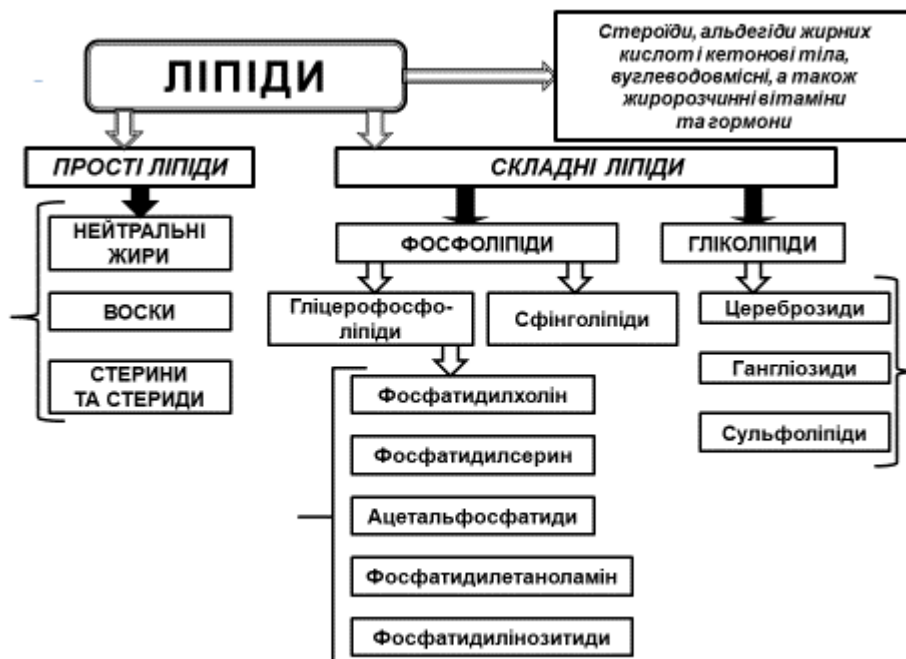 ЛІПІДИ
Стероїди, альдегіди жирних
кислот і кетонові тіла,
вуглеводовмісні, а також
жиророзчинні вітаміни
та гормони
ПРОСТІ ЛІПІДИ
СКЛАДНІ ЛІПІДИ
НЕЙТРАЛЬНІ
ЖИРИ
ВОСКИ
СТЕРИНИ
ТА СТЕРИДИ
ФОСФОЛІПІДИ
ГЛІКОЛІПІДИ
Гліцерофосфо-
ліпіди
Сфінголіпіди
Цереброзиди
Гангліозиди
Сульфоліпіди
Фосфатидилхолін
Фосфатидилсерин
Ацетальфосфатиди
Фосфатидилетаноламін
Фосфатидилінозитиди